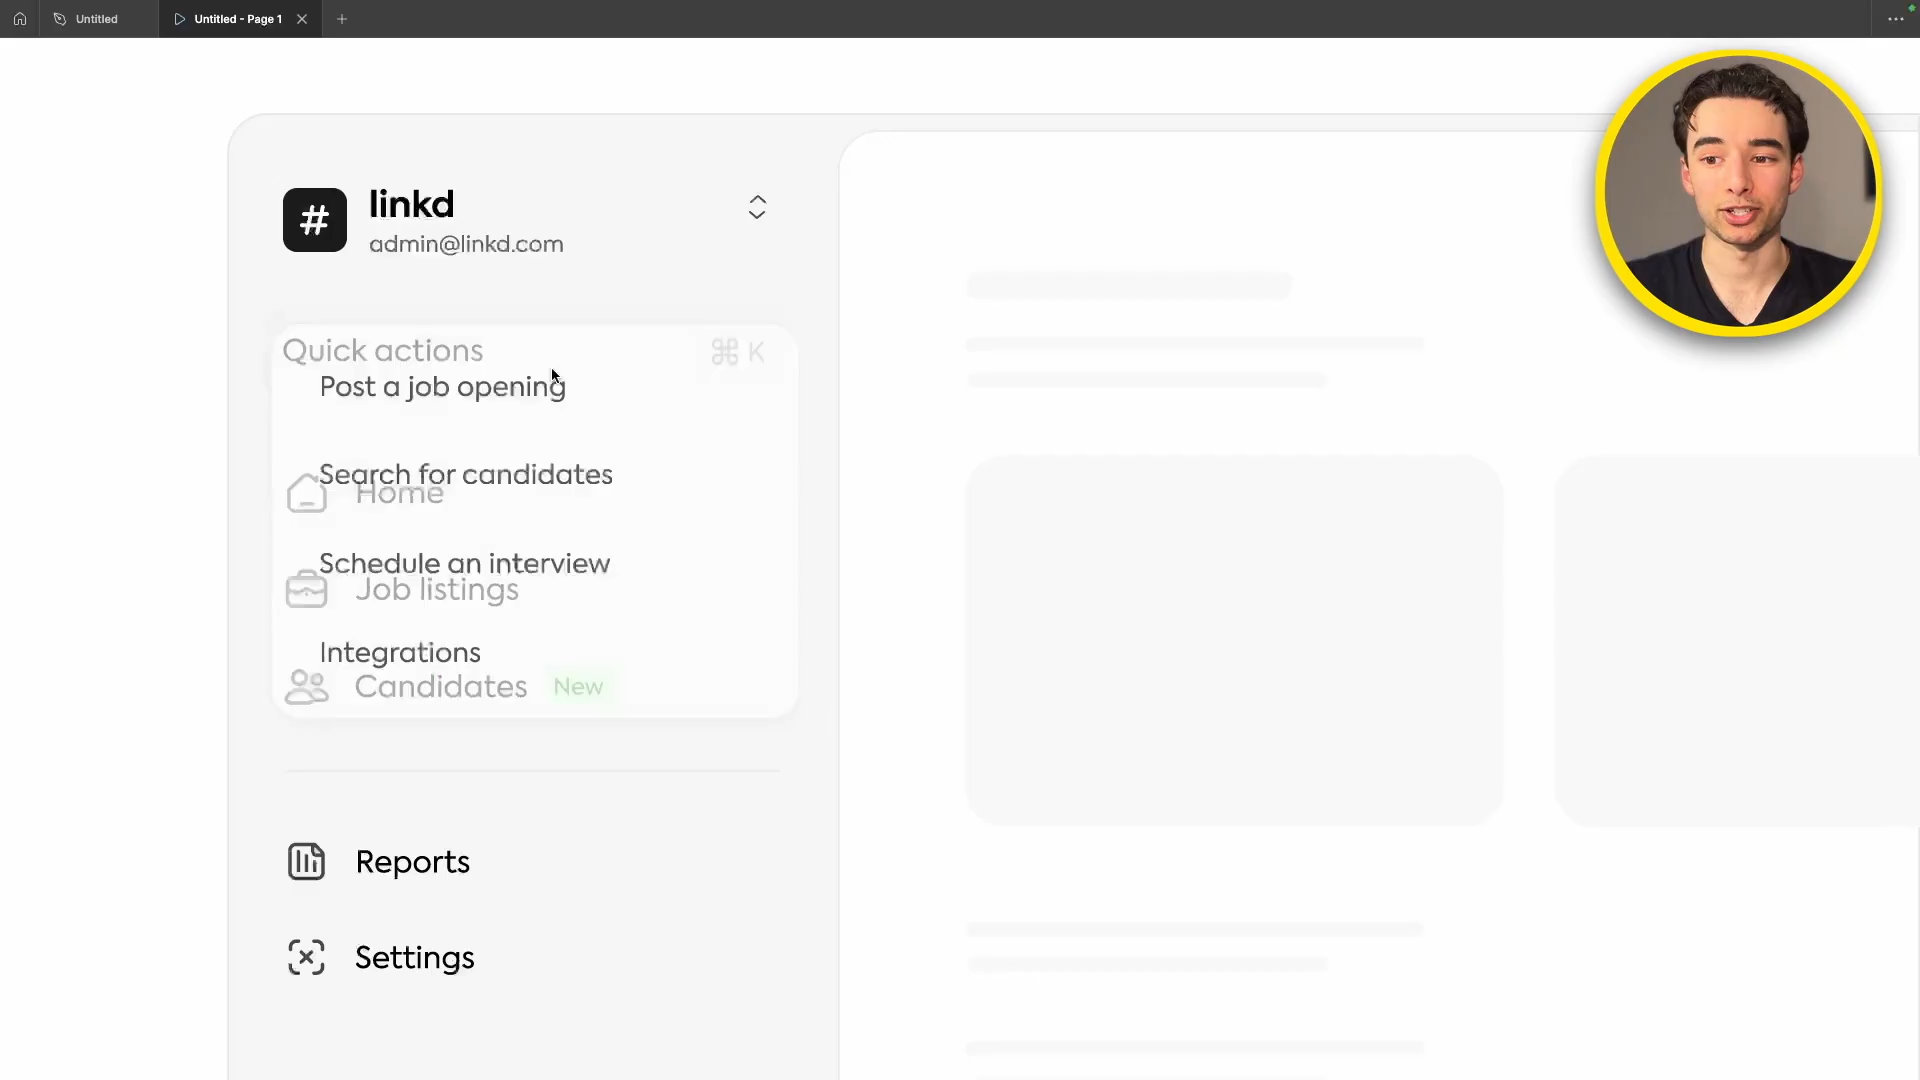 Untitled
Untitled - Page 1
linkd
admin@linkd.com
Quick actions
⌘ K
Post a job opening
Search for candidates
Home
Schedule an interview
Job listings
Integrations
Candidates New
Reports
Settings